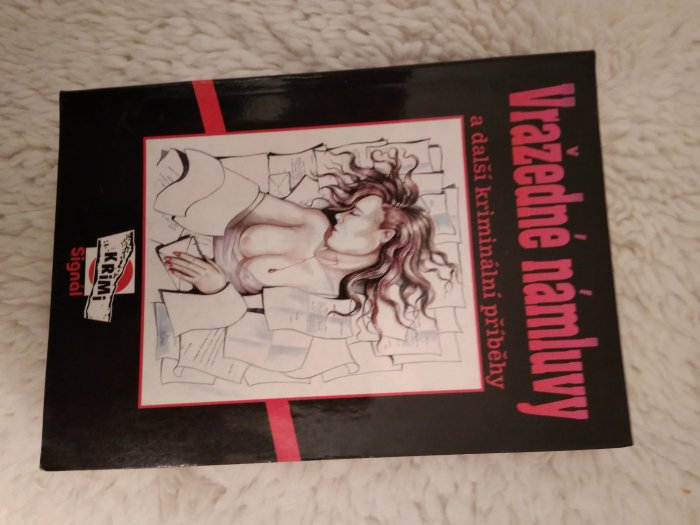 Vražedné námluvy
a další kriminální příběhy
KRIMI
Signál